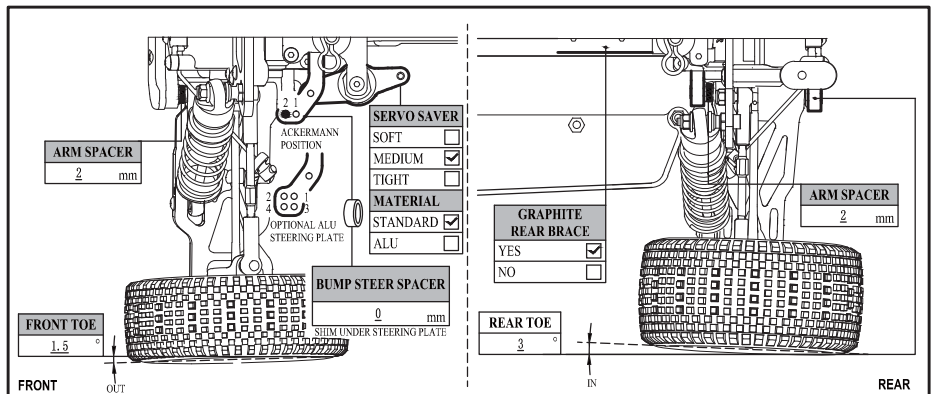 2 1
ACKERMANN
POSITION
SERVO SAVER
SOFT
MEDIUM
TIGHT
MATERIAL
STANDARD
ALU
ARM SPACER
2 mm
2 1
4 3
OPTIONAL ALU
STEERING PLATE
BUMP STEER SPACER
0 mm
SHIM UNDER STEERING PLATE
FRONT TOE
1.5 °
OUT
FRONT
GRAPHITE
REAR BRACE
YES
NO
ARM SPACER
2 mm
REAR TOE
3 °
IN
REAR